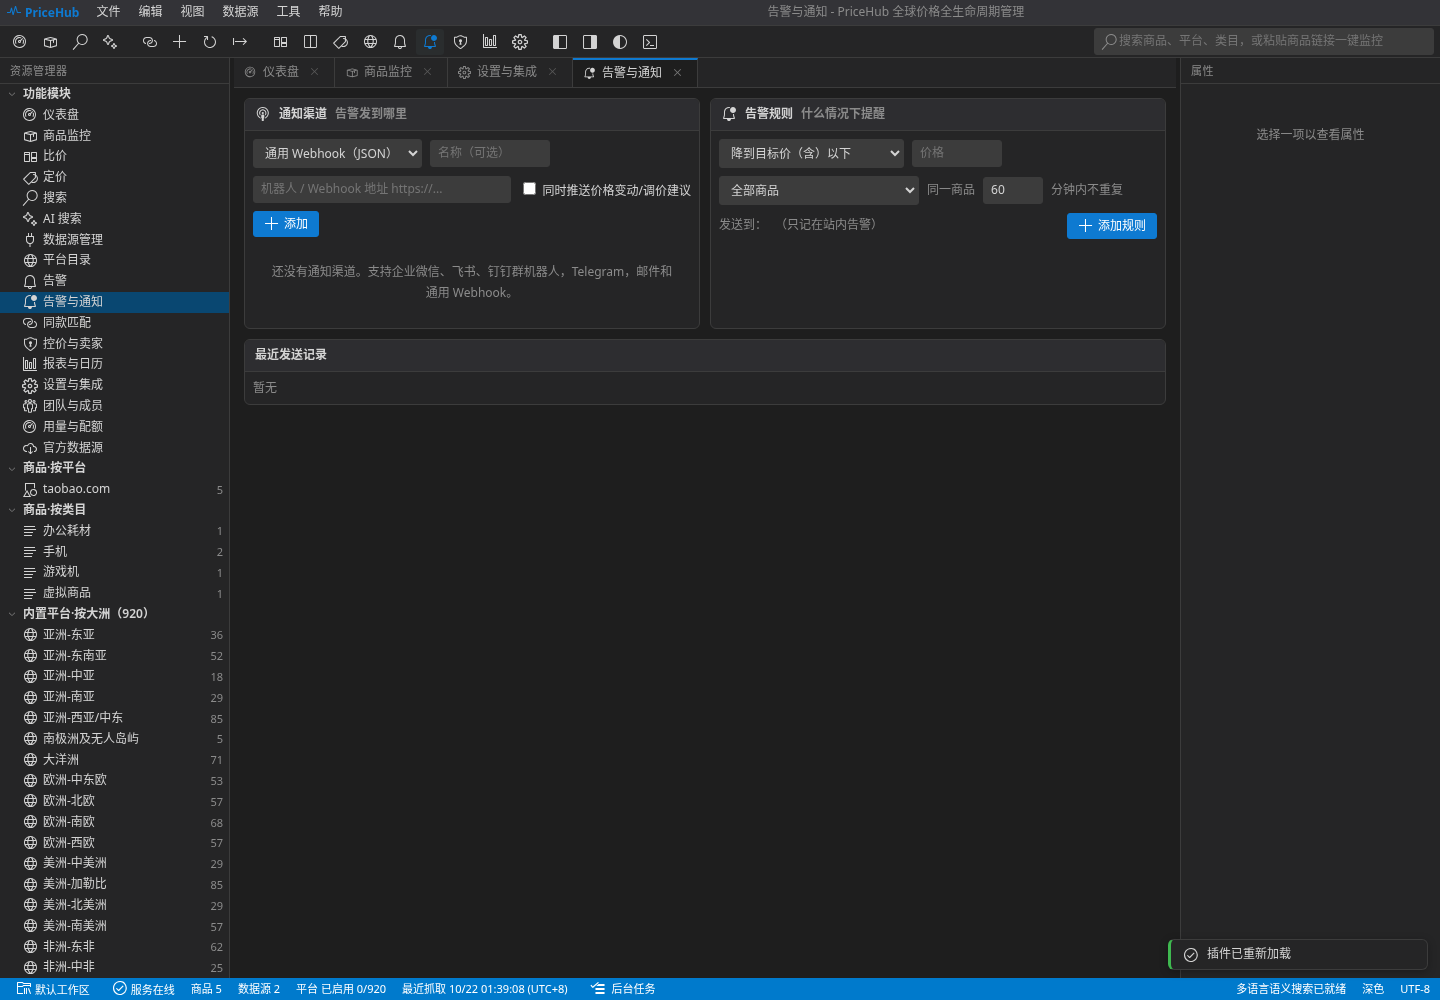 PriceHub 文件 编辑 视图 数据源 工具 帮助 告警与通知 - PriceHub 全球价格全生命周期管理
搜索商品、平台、类目，或粘贴商品链接一键监控
资源管理器
功能模块
仪表盘
商品监控
比价
定价
搜索
AI 搜索
数据源管理
平台目录
告警
告警与通知
同款匹配
控价与卖家
报表与日历
设置与集成
团队与成员
用量与配额
官方数据源
商品·按平台
taobao.com 5
商品·按类目
办公耗材 1
手机 2
游戏机 1
虚拟商品 1
内置平台·按大洲（920）
亚洲-东亚 36
亚洲-东南亚 52
亚洲-中亚 18
亚洲-南亚 29
亚洲-西亚/中东 85
南极洲及无人岛屿 5
大洋洲 71
欧洲-中东欧 53
欧洲-北欧 57
欧洲-南欧 68
欧洲-西欧 57
美洲-中美洲 29
美洲-加勒比 85
美洲-北美洲 29
美洲-南美洲 57
非洲-东非 62
非洲-中非 25
仪表盘 商品监控 设置与集成 告警与通知
通知渠道 告警发到哪里
通用 Webhook（JSON） 名称（可选）
机器人 / Webhook 地址 https://... 同时推送价格变动/调价建议
添加
还没有通知渠道。支持企业微信、飞书、钉钉群机器人，Telegram，邮件和
通用 Webhook。
告警规则 什么情况下提醒
降到目标价（含）以下 价格
全部商品 同一商品 60 分钟内不重复
发送到： （只记在站内告警） 添加规则
最近发送记录
暂无
属性
选择一项以查看属性
插件已重新加载
默认工作区 服务在线 商品 5 数据源 2 平台 已启用 0/920 最近抓取 10/22 01:39:08 (UTC+8) 后台任务 多语言语义搜索已就绪 深色 UTF-8